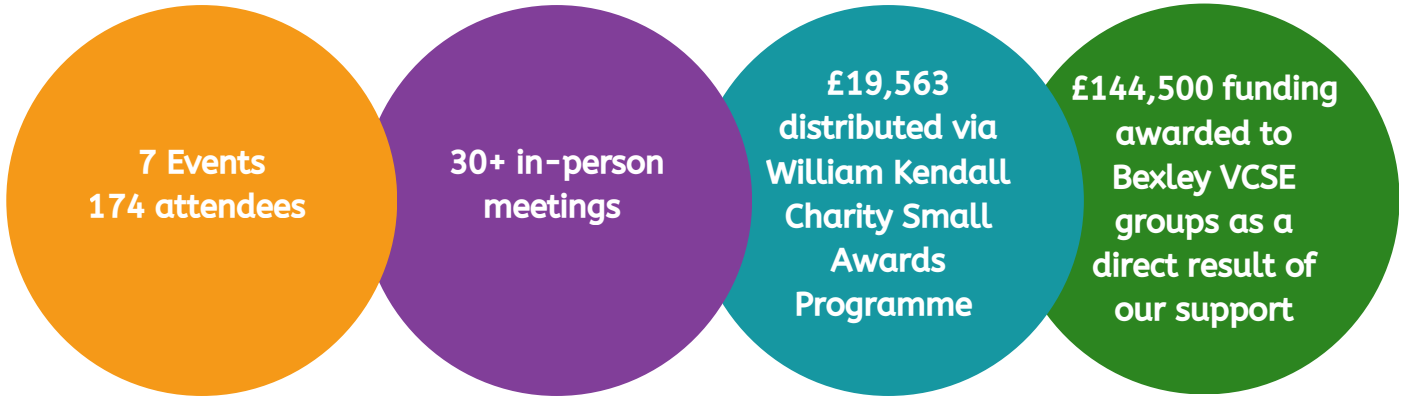 7 Events
174 attendees
30+ in-person
meetings
£19,563
distributed via
William Kendall
Charity Small
Awards
Programme
£144,500 funding
awarded to
Bexley VCSE
groups as a
direct result of
our support